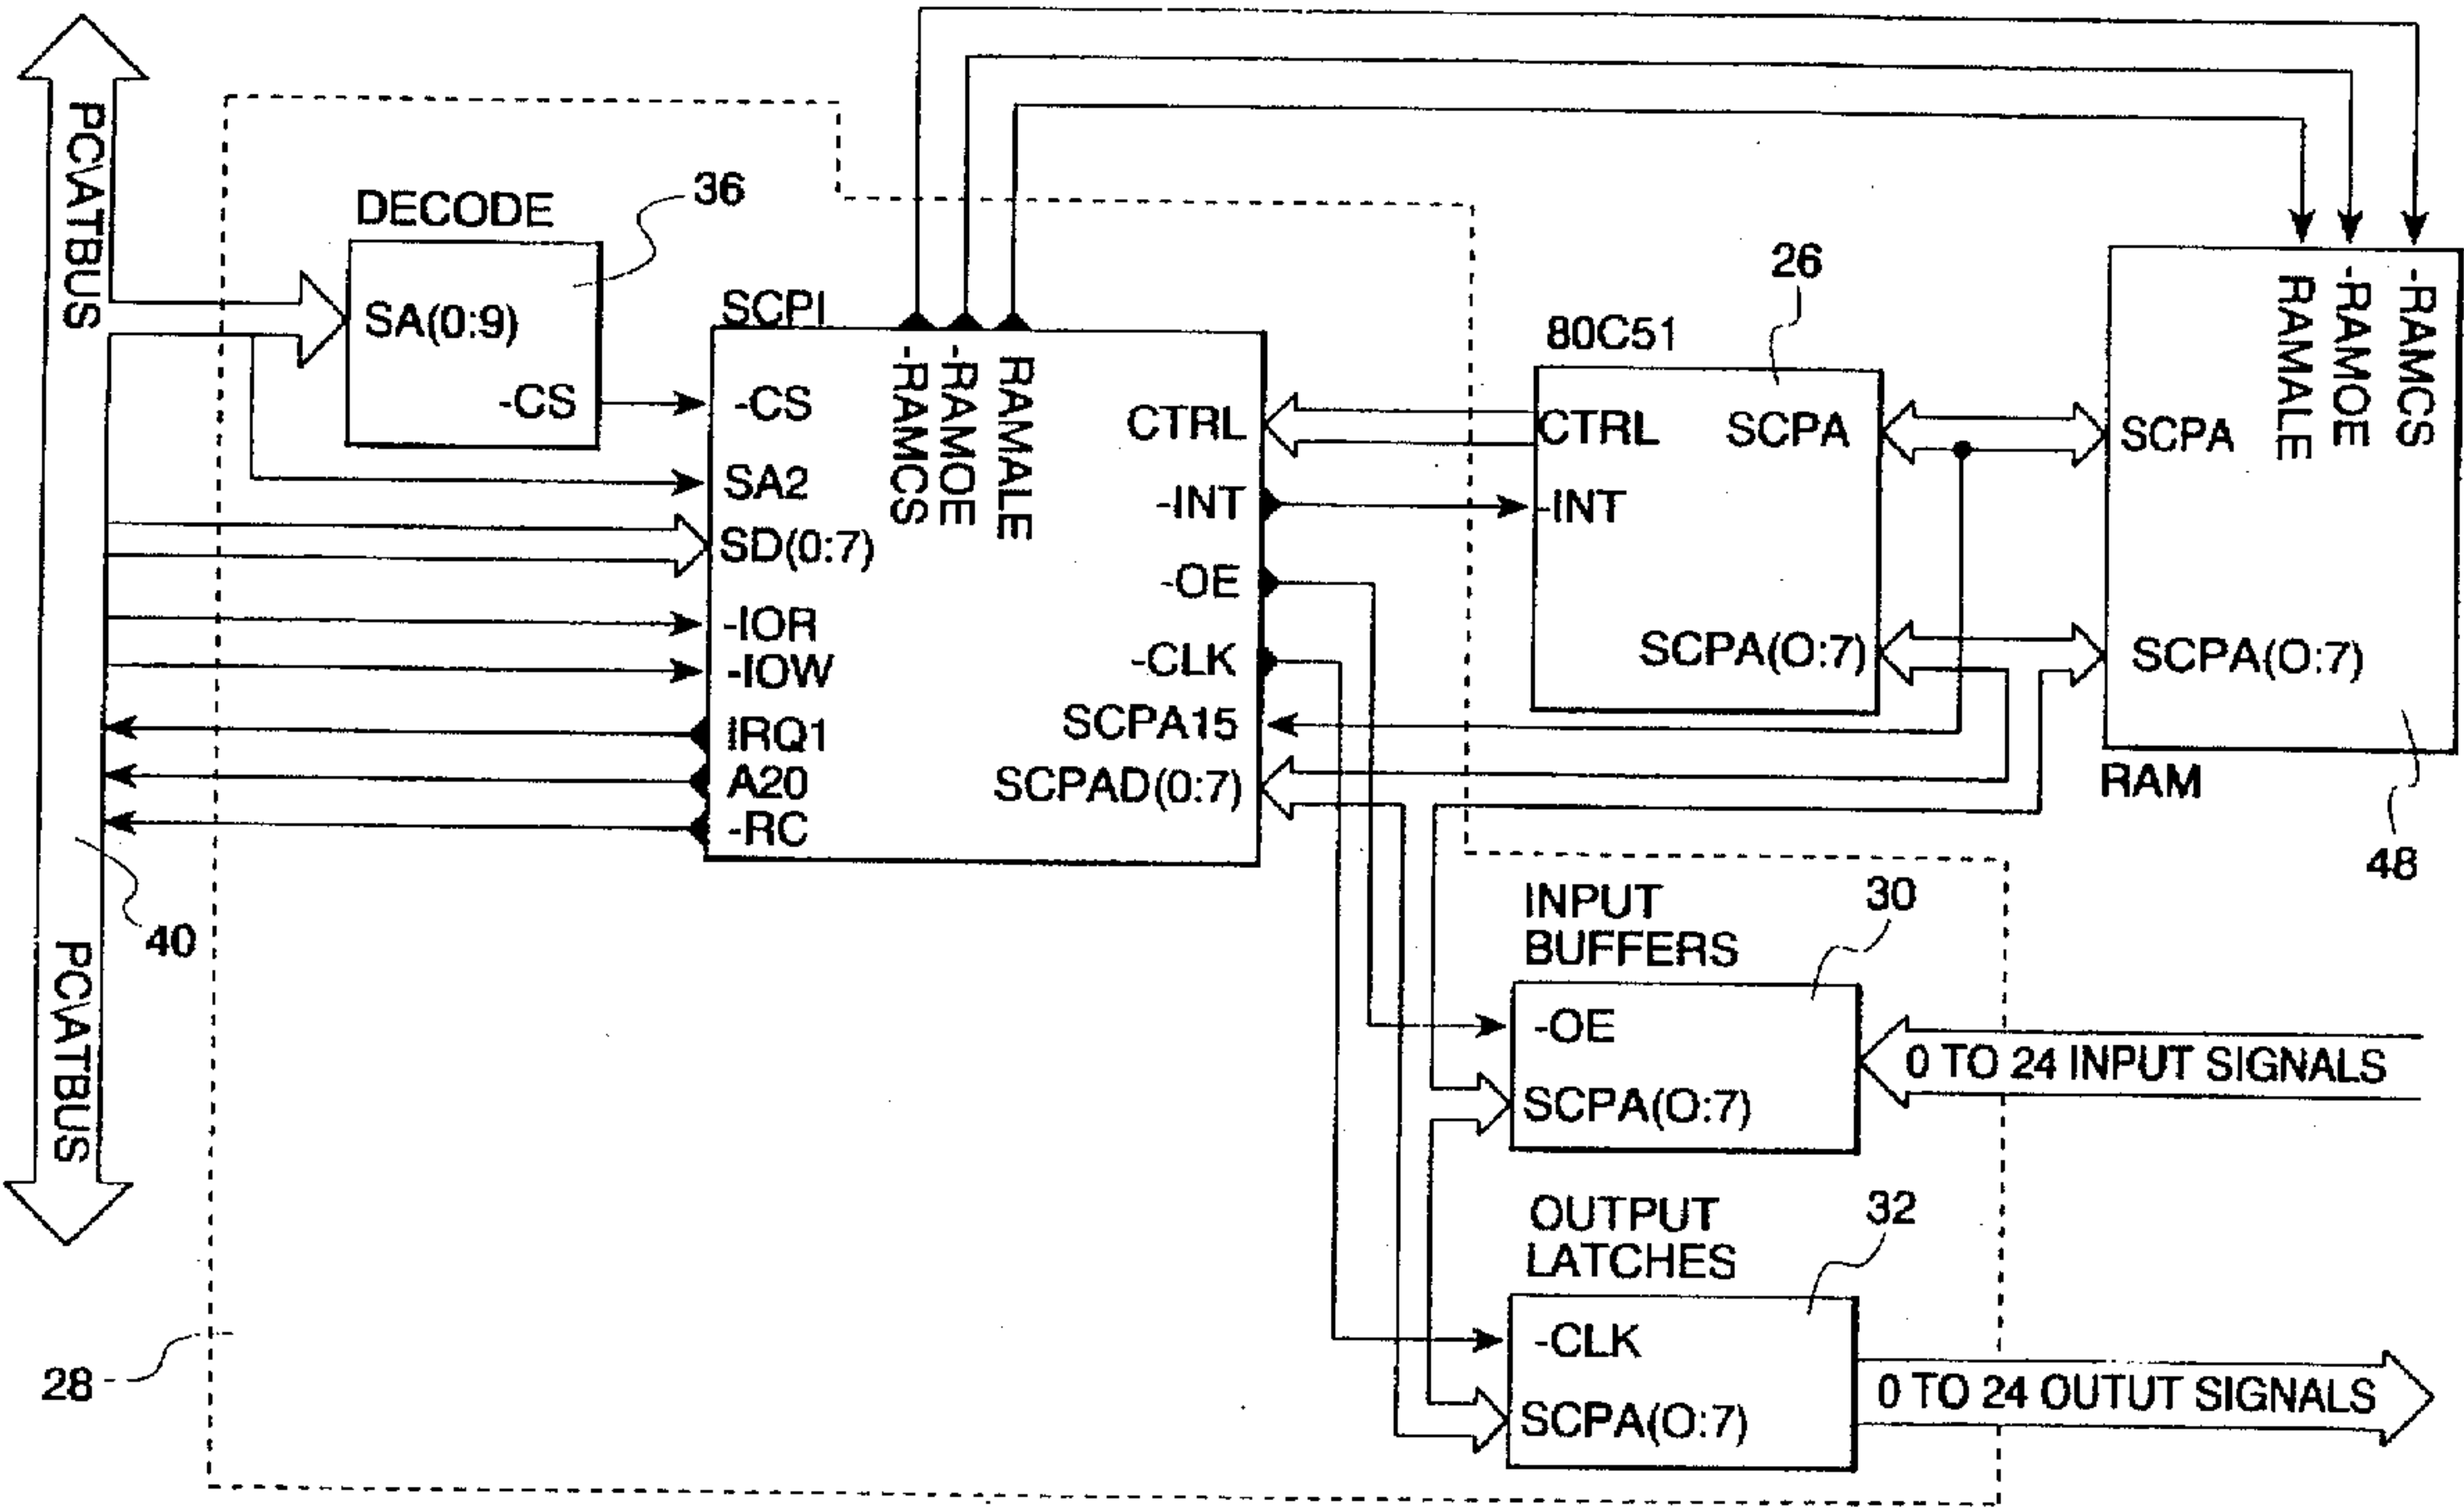 PC\ATBUS
DECODE
36
SA(0:9)
-CS
SCPI
-RAMCS
-RAMOE
RAMALE
-CS
SA2
SD(0:7)
-IOR
-IOW
IRQ1
A20
-RC
CTRL
-INT
-OE
-CLK
SCPA15
SCPAD(0:7)
80C51
26
CTRL
SCPA
-INT
SCPA(O:7)
RAMALE
-RAMOE
-RAMCS
SCPA
SCPA(O:7)
RAM
48
40
PC\ATBUS
INPUT
BUFFERS
30
-OE
SCPA(O:7)
0 TO 24 INPUT SIGNALS
OUTPUT
LATCHES
32
-CLK
SCPA(O:7)
0 TO 24 OUTUT SIGNALS
28